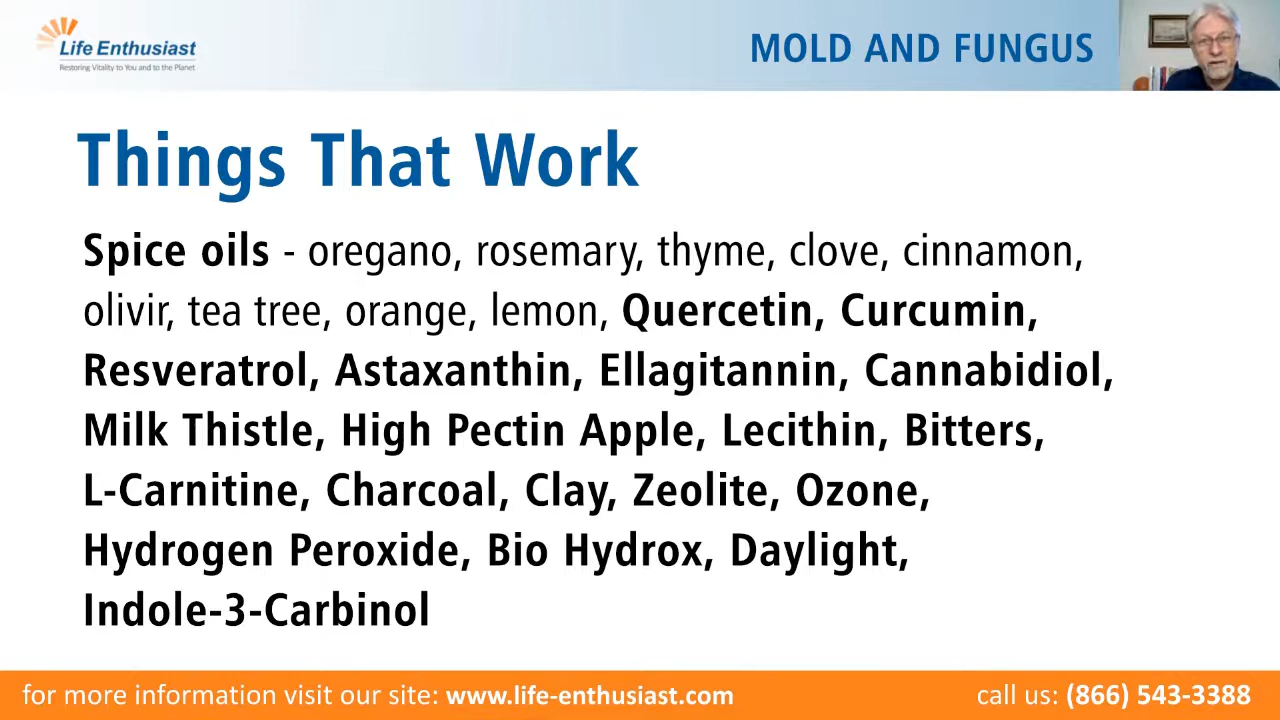 Life Enthusiast
Restoring Vitality to You and to the Planet
MOLD AND FUNGUS
Things That Work
Spice oils - oregano, rosemary, thyme, clove, cinnamon,
olivir, tea tree, orange, lemon, Quercetin, Curcumin,
Resveratrol, Astaxanthin, Ellagitannin, Cannabidiol,
Milk Thistle, High Pectin Apple, Lecithin, Bitters,
L-Carnitine, Charcoal, Clay, Zeolite, Ozone,
Hydrogen Peroxide, Bio Hydrox, Daylight,
Indole-3-Carbinol
for more information visit our site: www.life-enthusiast.com
call us: (866) 543-3388